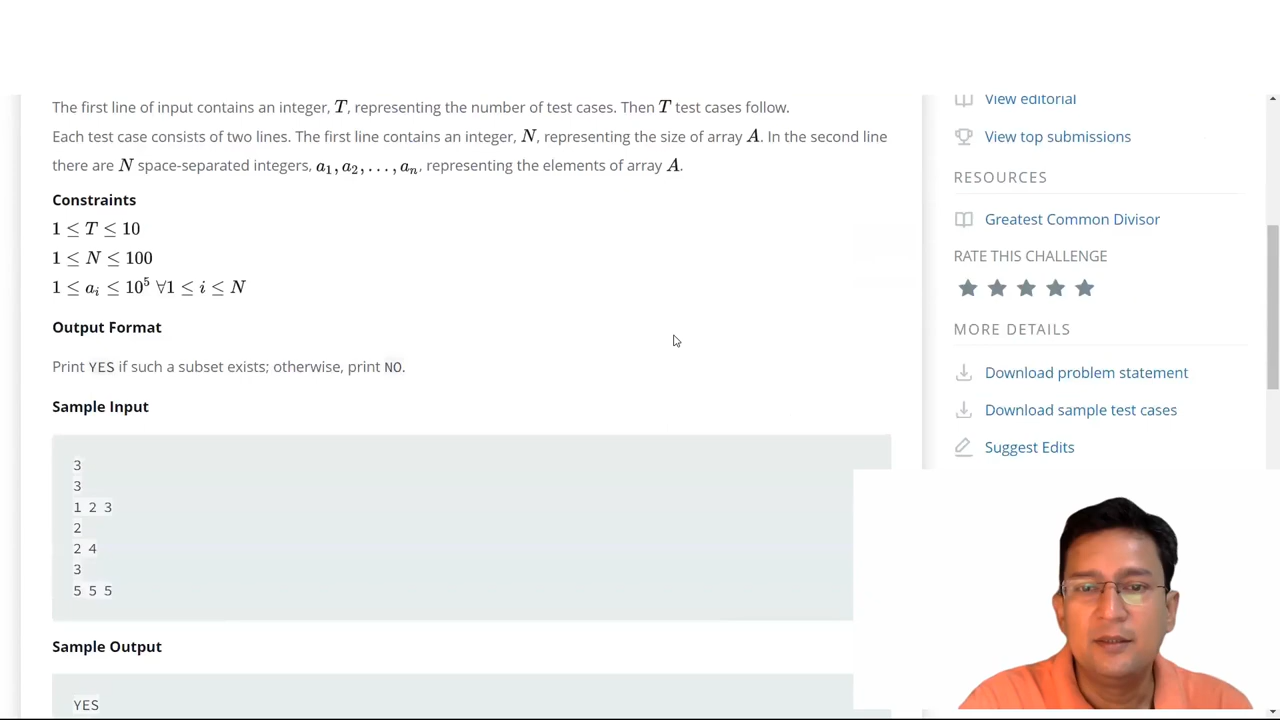 The first line of input contains an integer, T, representing the number of test cases. Then T test cases follow.
Each test case consists of two lines. The first line contains an integer, N, representing the size of array A. In the second line
there are N space-separated integers, a₁, a₂, . . . , aₙ, representing the elements of array A.
Constraints
1 ≤ T ≤ 10
1 ≤ N ≤ 100
1 ≤ aᵢ ≤ 10⁵ ∀1 ≤ i ≤ N
Output Format
Print YES if such a subset exists; otherwise, print NO.
Sample Input
3
3
1 2 3
2
2 4
3
5 5 5
Sample Output
YES
View editorial
View top submissions
RESOURCES
Greatest Common Divisor
RATE THIS CHALLENGE
MORE DETAILS
Download problem statement
Download sample test cases
Suggest Edits